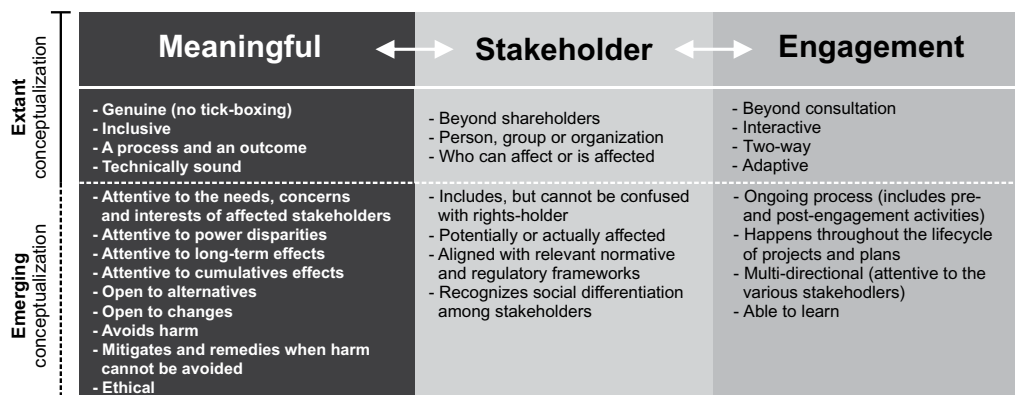 Meaningful
Stakeholder
Engagement
Extant
conceptualization
- Genuine (no tick-boxing)
- Inclusive
- A process and an outcome
- Technically sound
- Beyond shareholders
- Person, group or organization
- Who can affect or is affected
- Beyond consultation
- Interactive
- Two-way
- Adaptive
Emerging
conceptualization
- Attentive to the needs, concerns
and interests of affected stakeholders
- Attentive to power disparities
- Attentive to long-term effects
- Attentive to cumulatives effects
- Open to alternatives
- Open to changes
- Avoids harm
- Mitigates and remedies when harm
cannot be avoided
- Ethical
- Includes, but cannot be confused
with rights-holder
- Potentially or actually affected
- Aligned with relevant normative
and regulatory frameworks
- Recognizes social differentiation
among stakeholders
- Ongoing process (includes pre-
and post-engagement activities)
- Happens throughout the lifecycle
of projects and plans
- Multi-directional (attentive to the
various stakehodlers)
- Able to learn